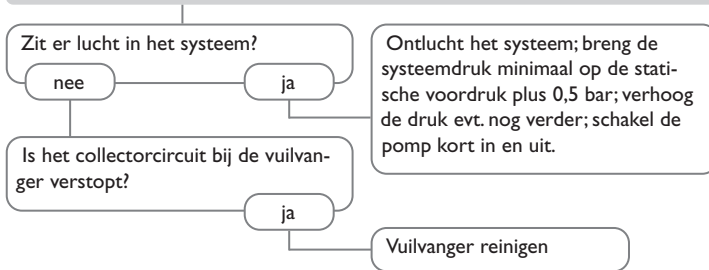 Zit er lucht in het systeem?
nee
ja
Ontlucht het systeem; breng de
systeemdruk minimaal op de stati-
sche voordruk plus 0,5 bar; verhoog
de druk evt. nog verder; schakel de
pomp kort in en uit.
Is het collectorcircuit bij de vuilvan-
ger verstopt?
ja
Vuilvanger reinigen